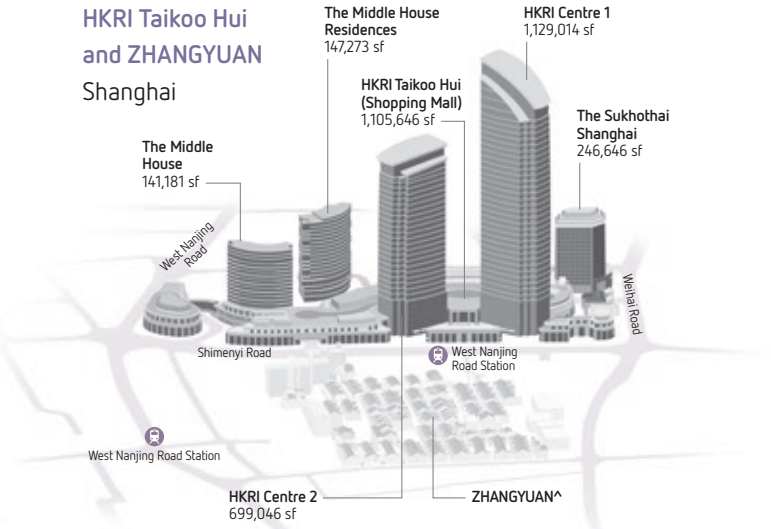 HKRI Taikoo Hui
and ZHANGYUAN
Shanghai
The Middle House
Residences
147,273 sf
HKRI Centre 1
1,129,014 sf
HKRI Taikoo Hui
(Shopping Mall)
1,105,646 sf
The Sukhothai
Shanghai
246,646 sf
The Middle
House
141,181 sf
West Nanjing
Road
Weihai Road
Shimenyi Road
West Nanjing
Road Station
West Nanjing Road Station
HKRI Centre 2
699,046 sf
ZHANGYUAN^